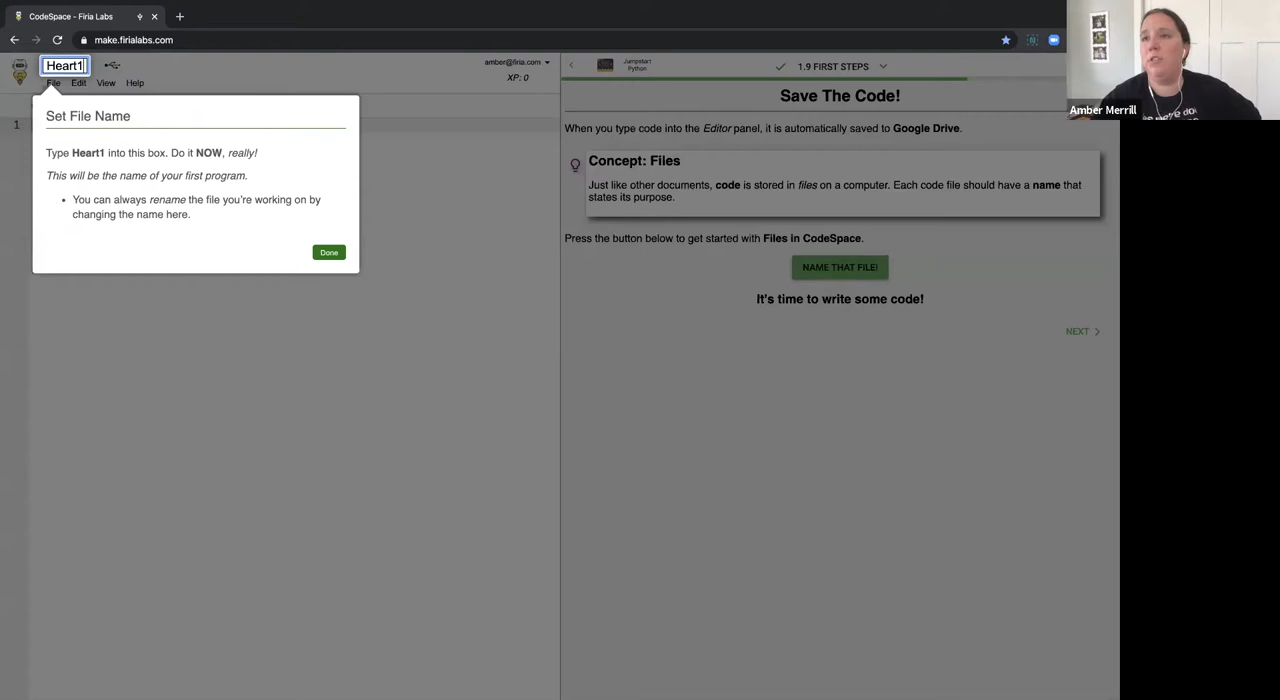 CodeSpace - Firia Labs
make.firialabs.com
Heart1
amber@firia.com
XP: 0
File Edit View Help
Set File Name
Type Heart1 into this box. Do it NOW, really!
This will be the name of your first program.
• You can always rename the file you're working on by
changing the name here.
Done
1
Jumpstart
Python
1.9 FIRST STEPS
Save The Code!
When you type code into the Editor panel, it is automatically saved to Google Drive.
Concept: Files
Just like other documents, code is stored in files on a computer. Each code file should have a name that
states its purpose.
Press the button below to get started with Files in CodeSpace.
NAME THAT FILE!
It's time to write some code!
NEXT
Amber Merrill